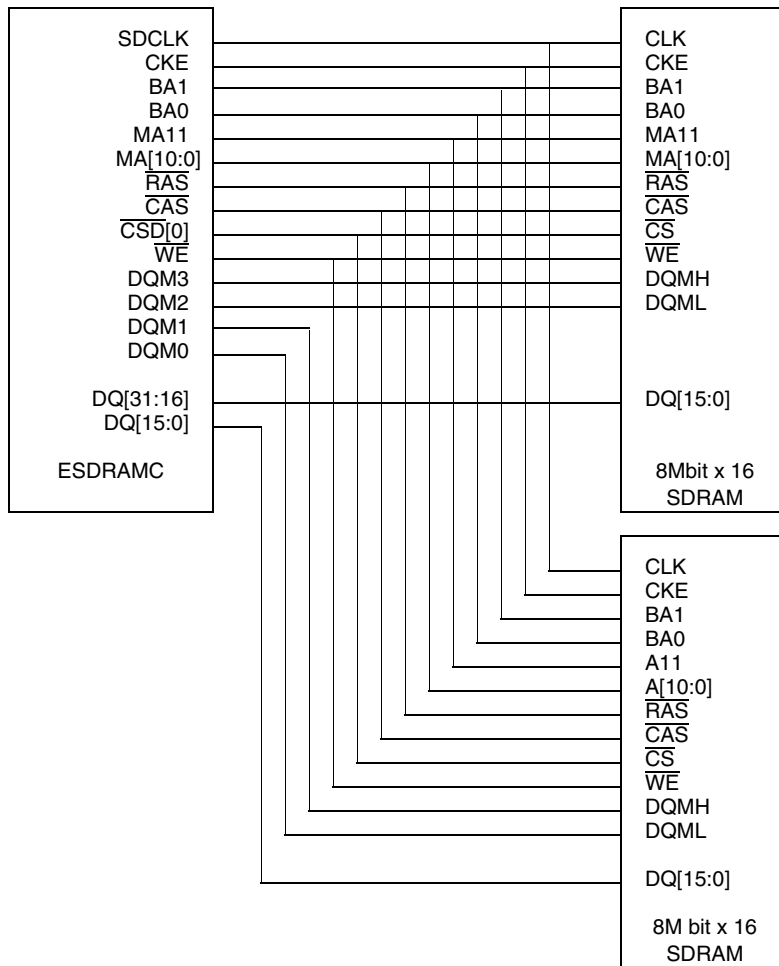 SDCLK
CKE
BA1
BA0
MA11
MA[10:0]
RAS
CAS
CSD[0]
WE
DQM3
DQM2
DQM1
DQM0
DQ[31:16]
DQ[15:0]
ESDRAMC
CLK
CKE
BA1
BA0
MA11
MA[10:0]
RAS
CAS
CS
WE
DQMH
DQML
DQ[15:0]
8Mbit x 16
SDRAM
CLK
CKE
BA1
BA0
A11
A[10:0]
RAS
CAS
CS
WE
DQMH
DQML
DQ[15:0]
8M bit x 16
SDRAM